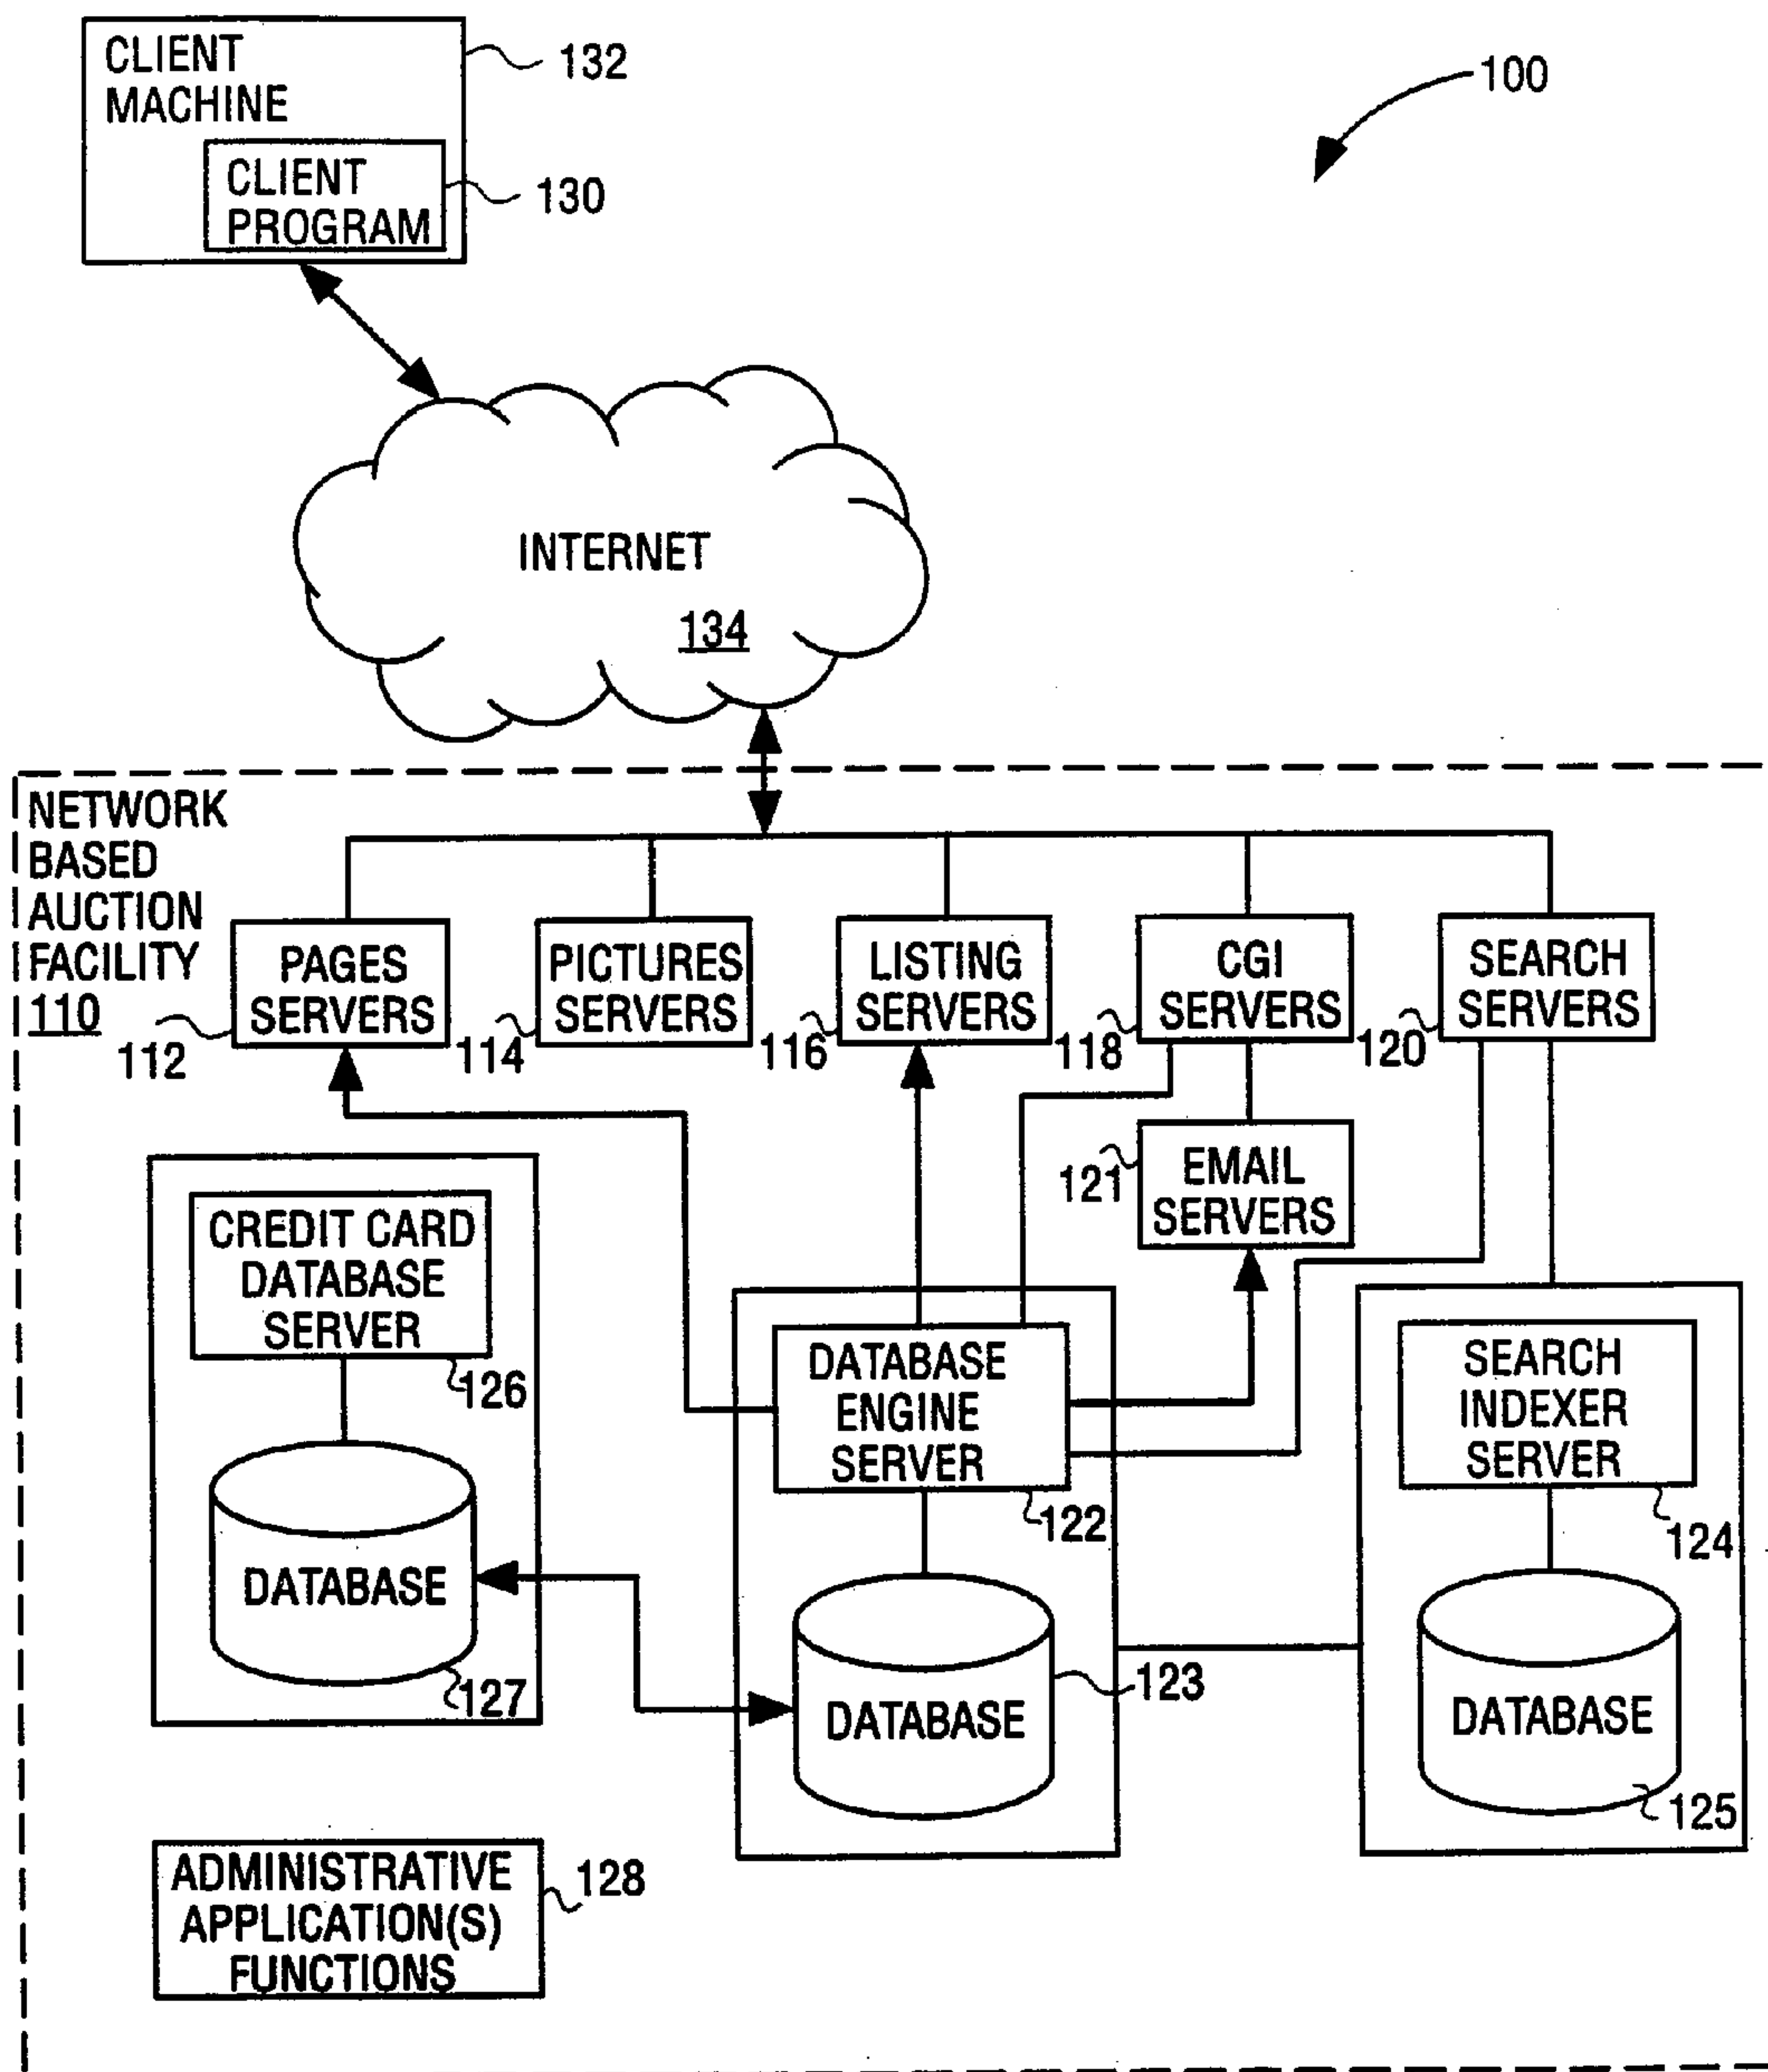 CLIENT
MACHINE
132
100
CLIENT
PROGRAM
130
INTERNET
134
NETWORK
BASED
AUCTION
FACILITY
110
PAGES
SERVERS
112
PICTURES
SERVERS
114
LISTING
SERVERS
116
CGI
SERVERS
118
SEARCH
SERVERS
120
EMAIL
SERVERS
121
CREDIT CARD
DATABASE
SERVER
126
DATABASE
127
DATABASE
ENGINE
SERVER
122
DATABASE
123
SEARCH
INDEXER
SERVER
124
DATABASE
125
ADMINISTRATIVE
APPLICATION(S)
FUNCTIONS
128